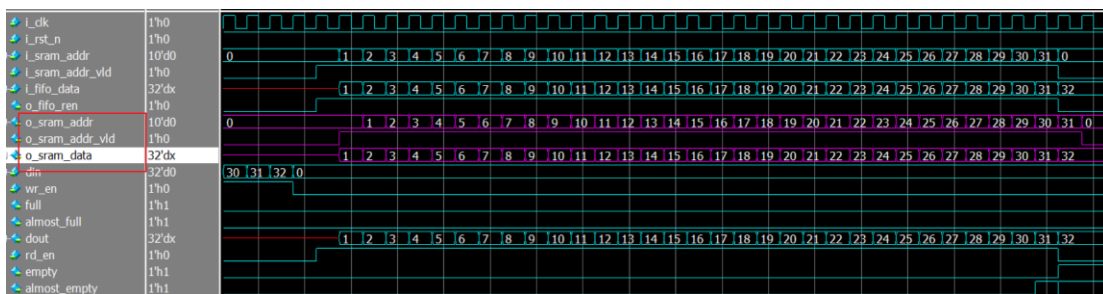 i_clk 1'h0
i_rst_n 1'h0
i_sram_addr 10'd0 0 1 2 3 4 5 6 7 8 9 10 11 12 13 14 15 16 17 18 19 20 21 22 23 24 25 26 27 28 29 30 31 0
i_sram_addr_vld 1'h0
i_fifo_data 32'dx 1 2 3 4 5 6 7 8 9 10 11 12 13 14 15 16 17 18 19 20 21 22 23 24 25 26 27 28 29 30 31 32
o_fifo_ren 1'h0
o_sram_addr 10'd0 0 1 2 3 4 5 6 7 8 9 10 11 12 13 14 15 16 17 18 19 20 21 22 23 24 25 26 27 28 29 30 31 0
o_sram_addr_vld 1'h0
o_sram_data 32'dx 1 2 3 4 5 6 7 8 9 10 11 12 13 14 15 16 17 18 19 20 21 22 23 24 25 26 27 28 29 30 31 32
din 32'd0 30 31 32 0
wr_en 1'h0
full 1'h1
almost_full 1'h1
dout 32'dx 1 2 3 4 5 6 7 8 9 10 11 12 13 14 15 16 17 18 19 20 21 22 23 24 25 26 27 28 29 30 31 32
rd_en 1'h0
empty 1'h1
almost_empty 1'h1